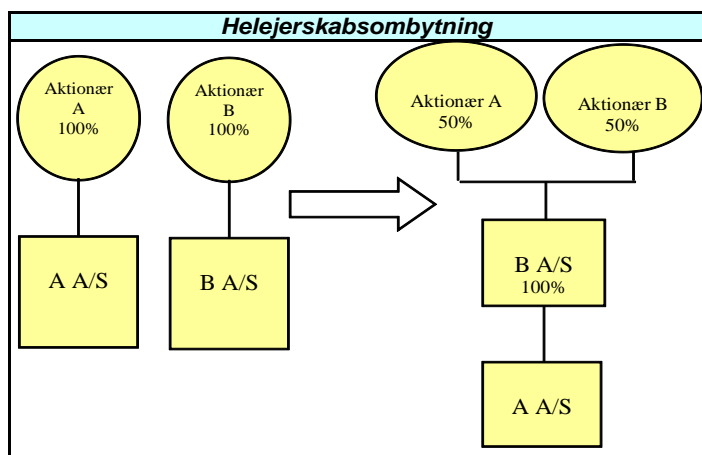 Helejerskabsombytning
Aktionær
A
100%
Aktionær
B
100%
Aktionær A
50%
Aktionær B
50%
A A/S
B A/S
B A/S
100%
A A/S